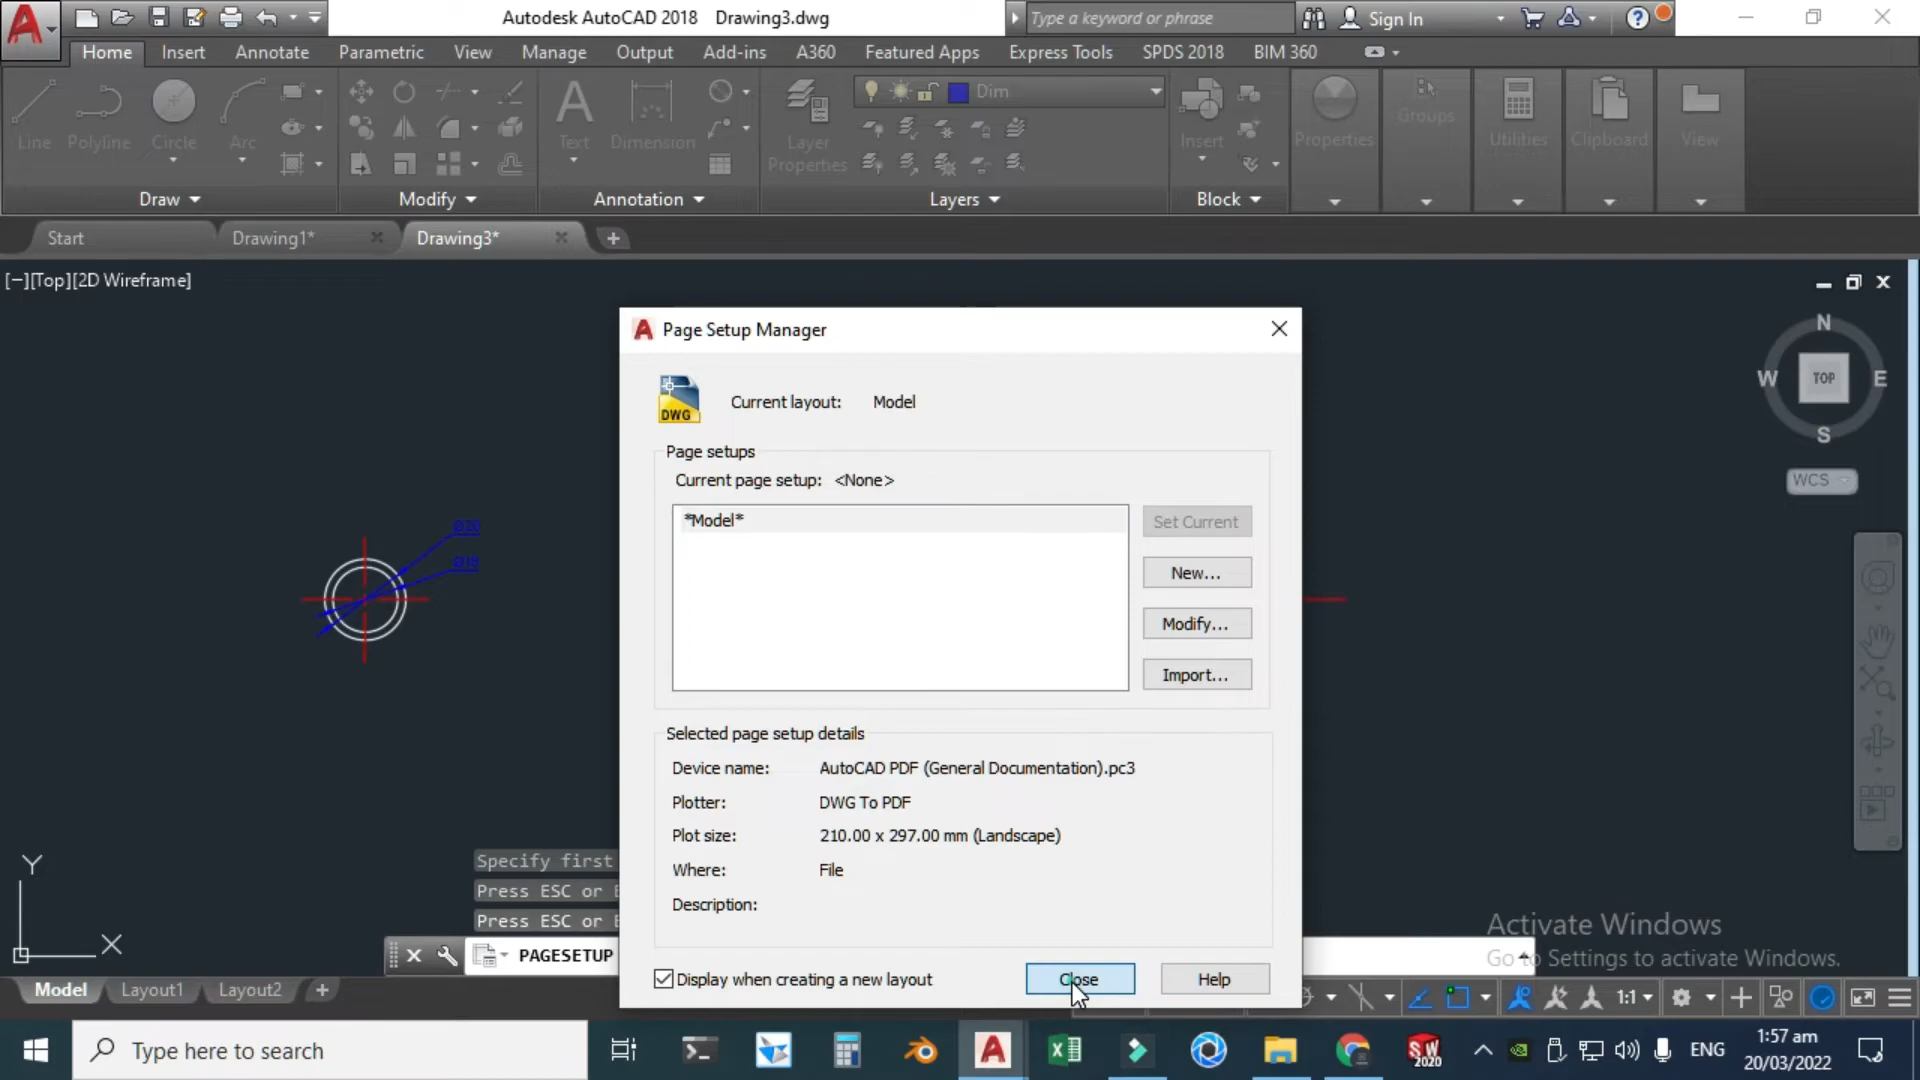 Autodesk AutoCAD 2018 Drawing3.dwg
Type a keyword or phrase
Sign In
Home Insert Annotate Parametric View Manage Output Add-ins A360 Featured Apps Express Tools SPDS 2018 BIM 360
Dim
Line Polyline Circle Arc
Text Dimension
Layer
Properties
Insert
Properties
Groups
Utilities
Clipboard
View
Draw
Modify
Annotation
Layers
Block
Start
Drawing1*
Drawing3*
[−][Top][2D Wireframe]
N
W
TOP
E
S
WCS
Page Setup Manager
DWG
Current layout: Model
Page setups
Current page setup: <None>
*Model*
Set Current
New...
Modify...
Import...
Selected page setup details
Device name: AutoCAD PDF (General Documentation).pc3
Plotter: DWG To PDF
Plot size: 210.00 x 297.00 mm (Landscape)
Where: File
Description:
Display when creating a new layout
Close
Help
Y
X
Specify first
Press ESC or
Press ESC or
PAGESETUP
Activate Windows
Go to Settings to activate Windows.
Model Layout1 Layout2
1:1
Type here to search
SW
2020
ENG
1:57 am
20/03/2022